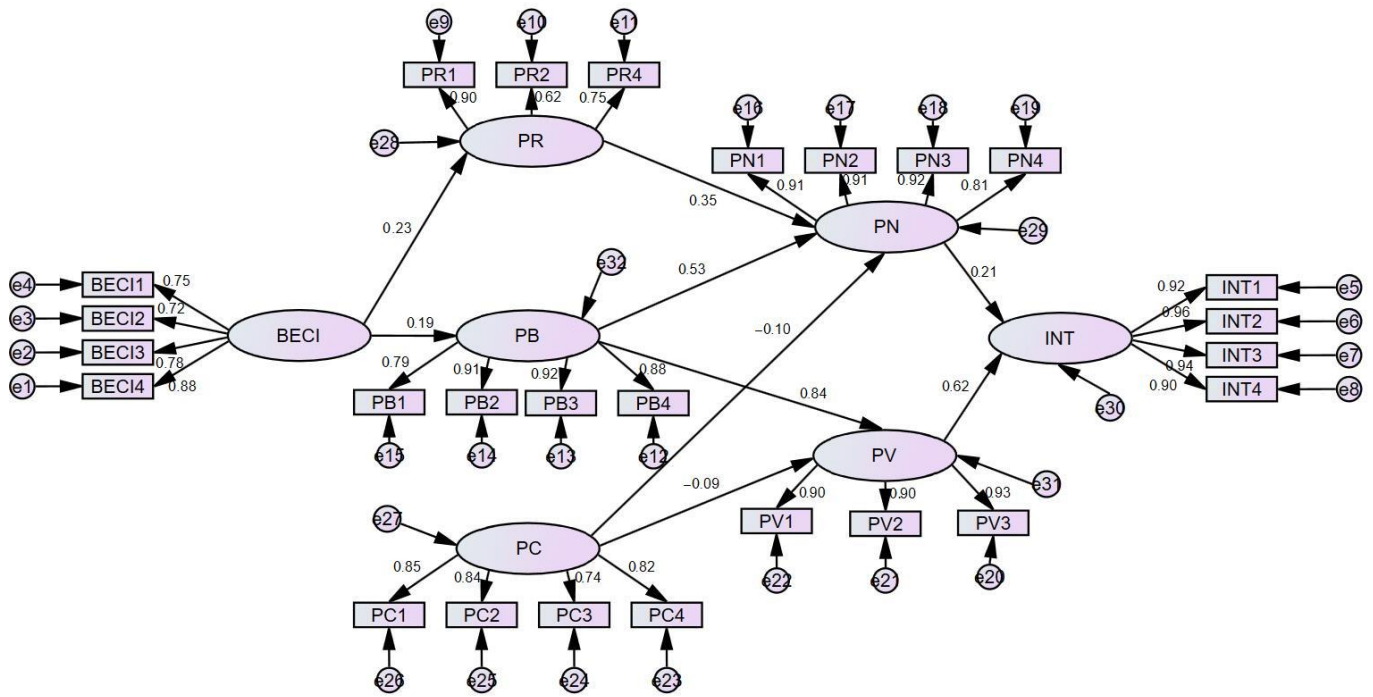 e9 e10 e11
PR1 PR2 PR4
0.90 0.62 0.75
e28 PR
e16 e17 e18 e19
PN1 PN2 PN3 PN4
0.91 0.91 0.92 0.81
0.35
0.23
PN e29
e32
0.53
0.21
e4 BECI1 0.75
e3 BECI2 0.72
e2 BECI3 0.78
e1 BECI4 0.88
BECI 0.19 PB
−0.10
INT
0.92 INT1 e5
0.96 INT2 e6
0.94 INT3 e7
0.90 INT4 e8
e30
0.79 0.91 0.92 0.88
PB1 PB2 PB3 PB4
e15 e14 e13 e12
0.84
0.62
PV
e31
−0.09
0.90 0.90 0.93
PV1 PV2 PV3
e22 e21 e20
e27
PC
0.85 0.84 0.74 0.82
PC1 PC2 PC3 PC4
e26 e25 e24 e23